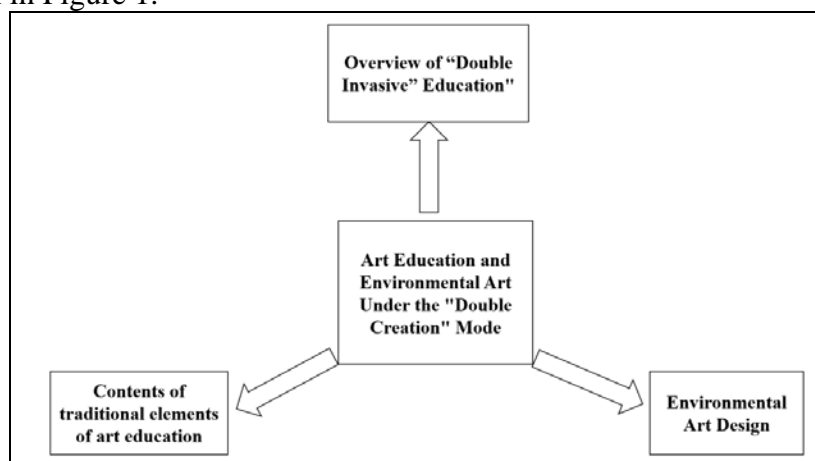 in Figure 1.
Overview of “Double
Invasive” Education"
Art Education and
Environmental Art
Under the "Double
Creation" Mode
Contents of
traditional elements
of art education
Environmental
Art Design